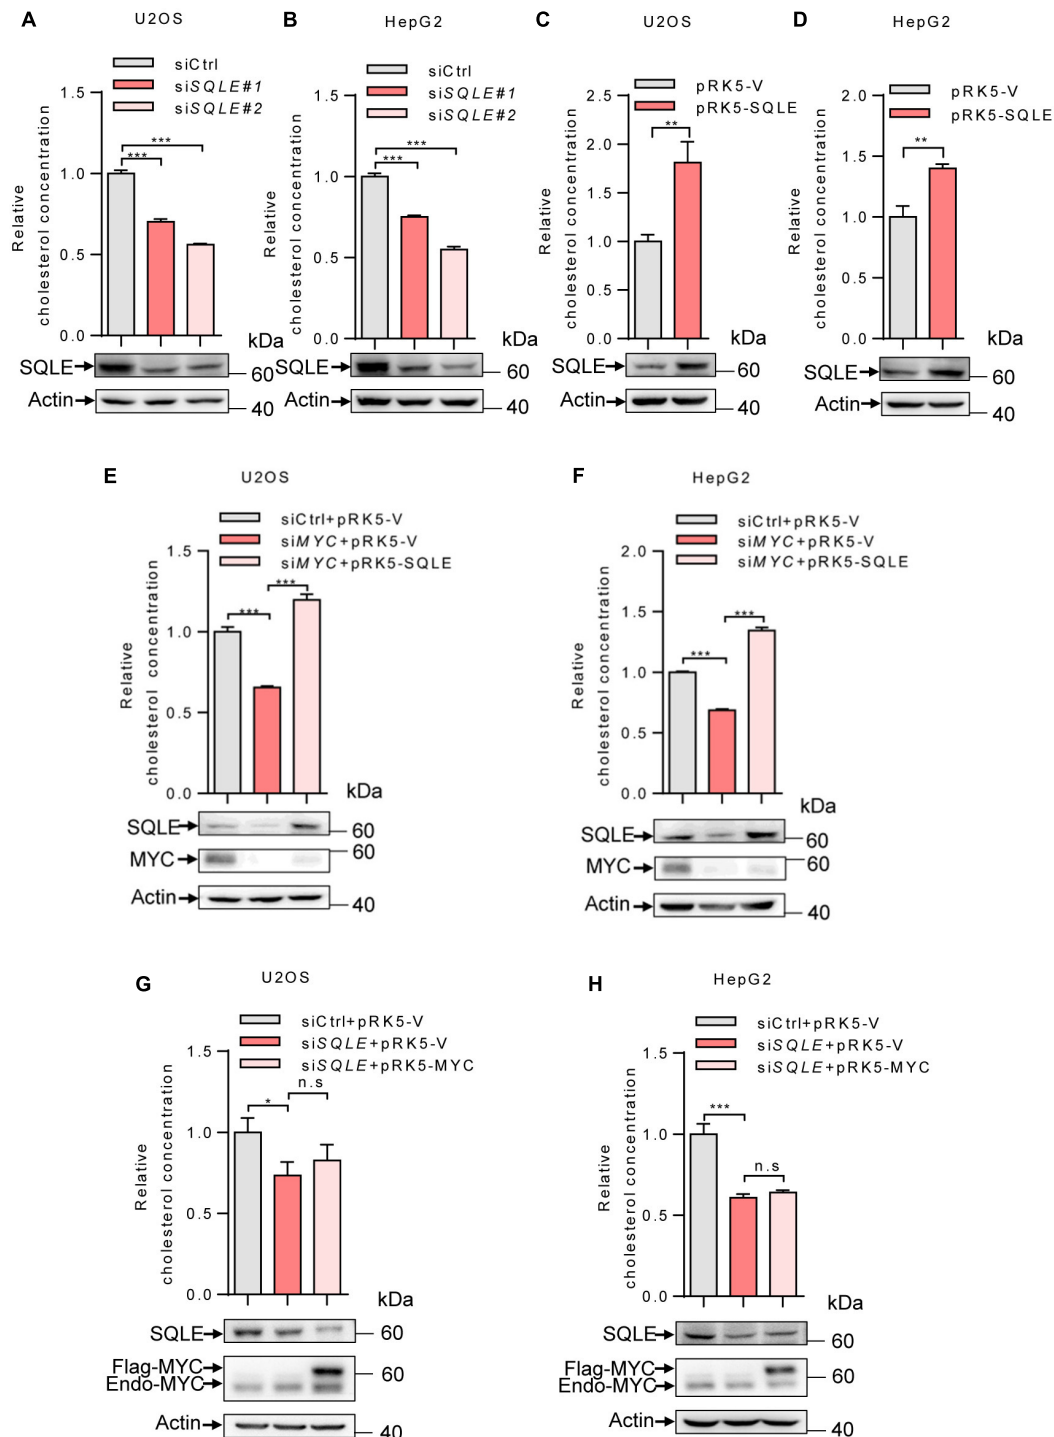 A
U2OS
siCtrl
siSQLE#1
siSQLE#2
Relative
cholesterol concentration
1.5
1.0
0.5
0.0
***
***
kDa
SQLE
60
Actin
40
B
HepG2
siCtrl
siSQLE#1
siSQLE#2
Relative
cholesterol concentration
1.5
1.0
0.5
0.0
***
***
SQLE
60
Actin
40
C
U2OS
pRK5-V
pRK5-SQLE
Relative
cholesterol concentration
2.5
2.0
1.5
1.0
0.5
0.0
**
kDa
SQLE
60
Actin
40
D
HepG2
pRK5-V
pRK5-SQLE
Relative
cholesterol concentration
2.0
1.5
1.0
0.5
0.0
**
kDa
SQLE
60
Actin
40
E
U2OS
siCtrl+pRK5-V
siMYC+pRK5-V
siMYC+pRK5-SQLE
Relative
cholesterol concentration
1.5
1.0
0.5
0.0
***
***
kDa
SQLE
60
MYC
60
Actin
40
F
HepG2
siCtrl+pRK5-V
siMYC+pRK5-V
siMYC+pRK5-SQLE
Relative
cholesterol concentration
2.0
1.5
1.0
0.5
0.0
***
***
kDa
SQLE
60
MYC
60
Actin
40
G
U2OS
siCtrl+pRK5-V
siSQLE+pRK5-V
siSQLE+pRK5-MYC
Relative
cholesterol concentration
1.5
1.0
0.5
0.0
*
n.s
kDa
SQLE
60
Flag-MYC
60
Endo-MYC
Actin
40
H
HepG2
siCtrl+pRK5-V
siSQLE+pRK5-V
siSQLE+pRK5-MYC
Relative
cholesterol concentration
1.5
1.0
0.5
0.0
***
n.s
kDa
SQLE
60
Flag-MYC
60
Endo-MYC
Actin
40